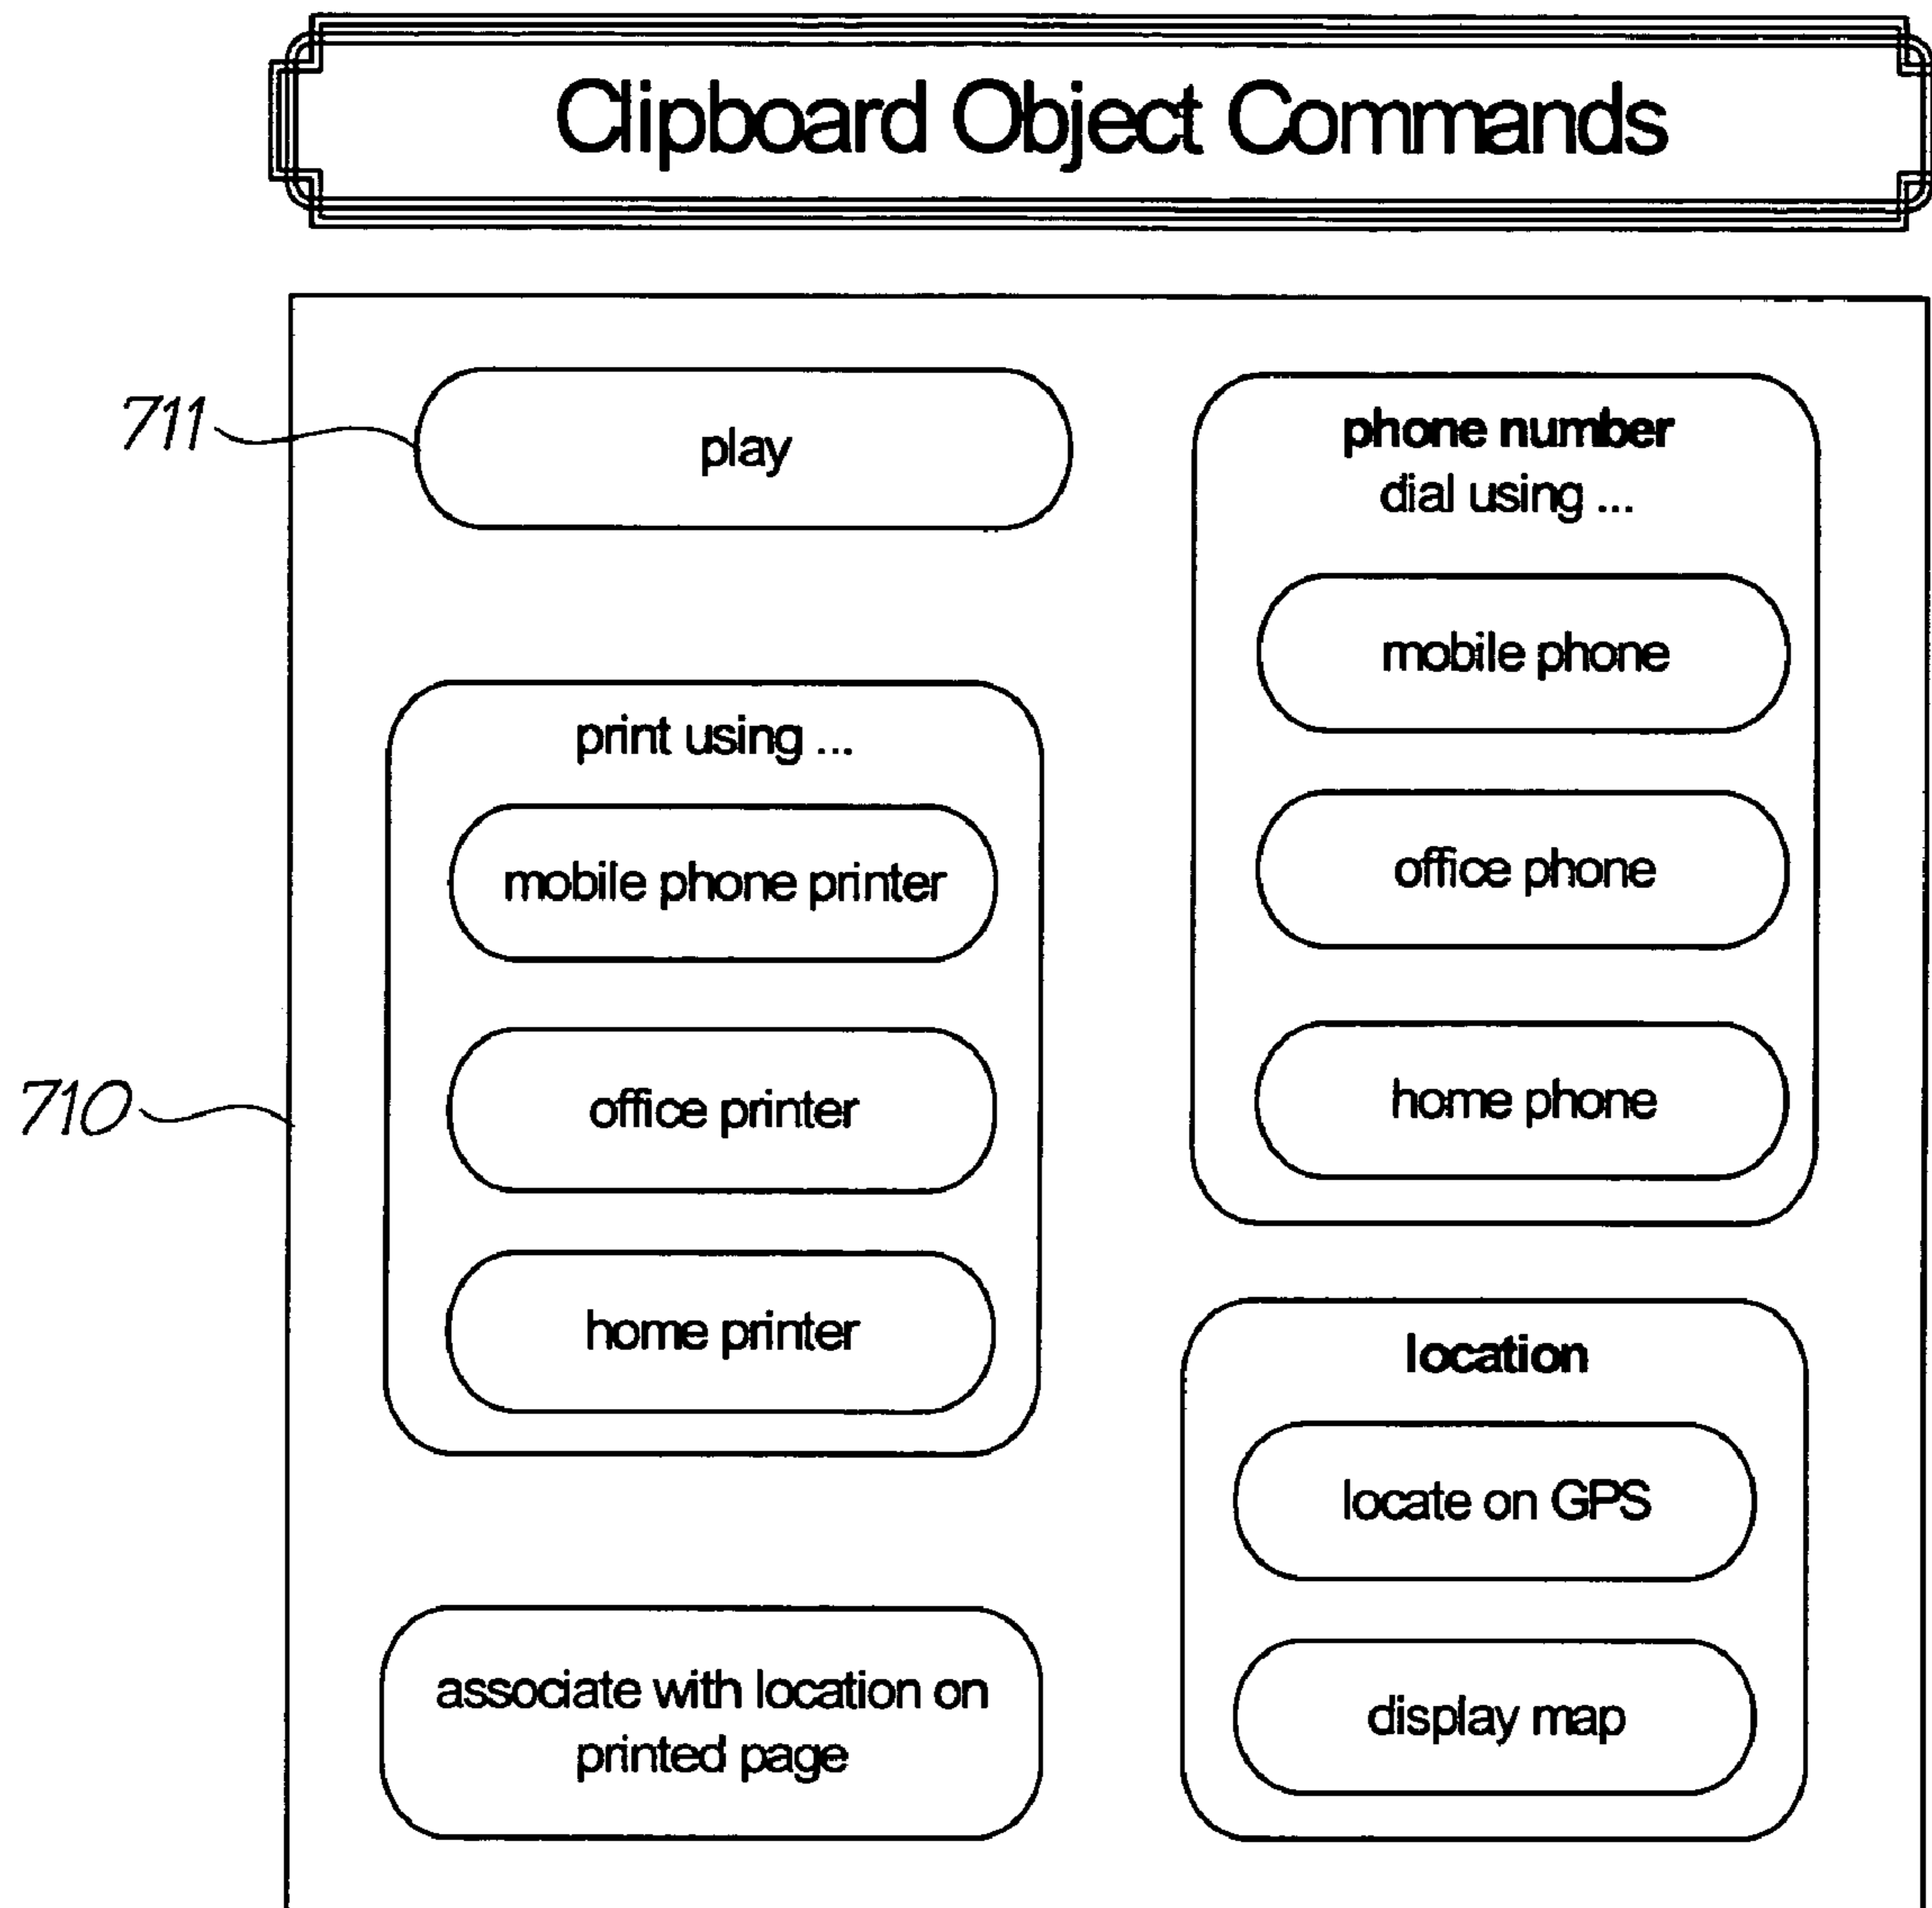 Clipboard Object Commands
711
play
print using ...
mobile phone printer
office printer
home printer
710
associate with location on
printed page
phone number
dial using ...
mobile phone
office phone
home phone
location
locate on GPS
display map